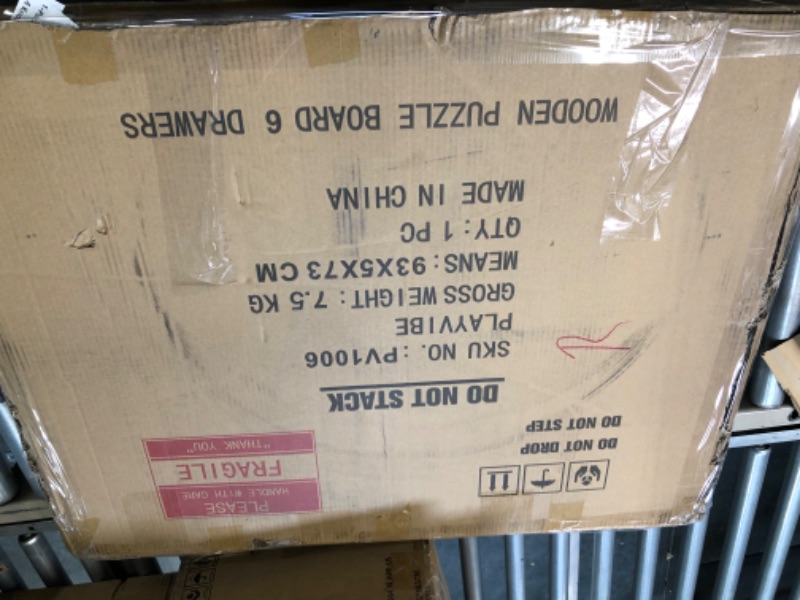 PLEASE
HANDLE WITH CARE
FRAGILE
"THANK YOU"
DO NOT DROP
DO NOT STEP
DO NOT STACK
SKU NO.: PV1006
PLAYVIBE
GROSS WEIGHT: 7.5 KG
MEANS: 93X5X73 CM
QTY: 1 PC
MADE IN CHINA
WOODEN PUZZLE BOARD 6 DRAWERS